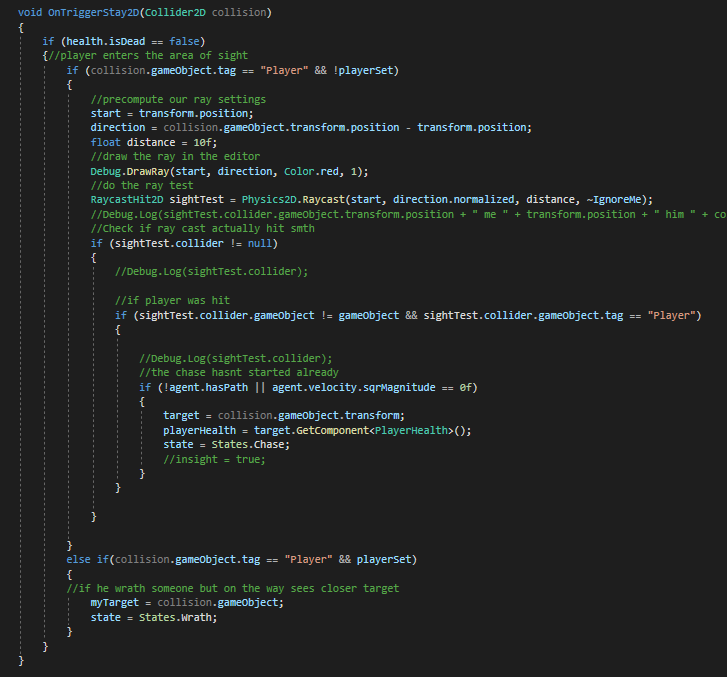 void OnTriggerStay2D(Collider2D collision)
{
if (health.isDead == false)
{//player enters the area of sight
if (collision.gameObject.tag == "Player" && !playerSet)
{
//precompute our ray settings
start = transform.position;
direction = collision.gameObject.transform.position - transform.position;
float distance = 10f;
//draw the ray in the editor
Debug.DrawRay(start, direction, Color.red, 1);
//do the ray test
RaycastHit2D sightTest = Physics2D.Raycast(start, direction.normalized, distance, ~IgnoreMe);
//Debug.Log(sightTest.collider.gameObject.transform.position + " me " + transform.position + " him " + co
//Check if ray cast actually hit smth
if (sightTest.collider != null)
{
//Debug.Log(sightTest.collider);
//if player was hit
if (sightTest.collider.gameObject != gameObject && sightTest.collider.gameObject.tag == "Player")
{
//Debug.Log(sightTest.collider);
//the chase hasnt started already
if (!agent.hasPath || agent.velocity.sqrMagnitude == 0f)
{
target = collision.gameObject.transform;
playerHealth = target.GetComponent<PlayerHealth>();
state = States.Chase;
//insight = true;
}
}
}
}
else if(collision.gameObject.tag == "Player" && playerSet)
{
//if he wrath someone but on the way sees closer target
myTarget = collision.gameObject;
state = States.Wrath;
}
}
}